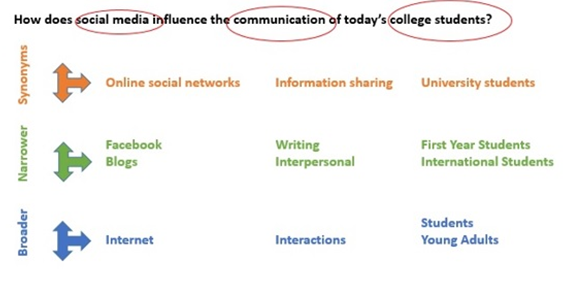 How does social media influence the communication of today's college students?
Synonyms
Online social networks Information sharing University students
Narrower
Facebook Writing First Year Students
Blogs Interpersonal International Students
Broader
Students
Internet Interactions Young Adults